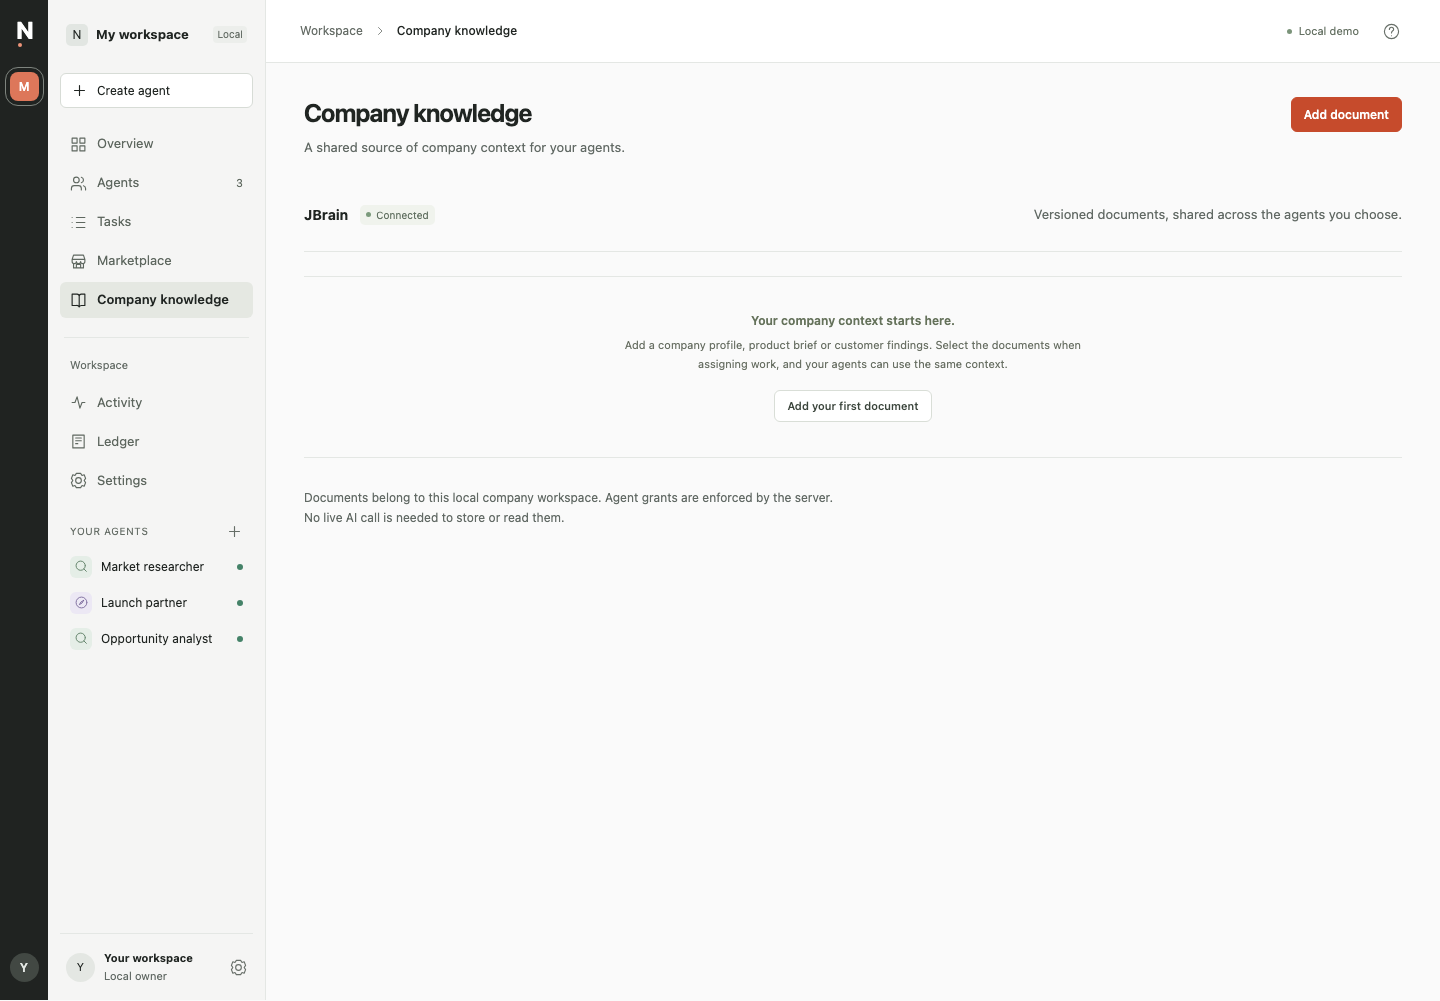 N
M
N My workspace Local
Create agent
Overview
Agents 3
Tasks
Marketplace
Company knowledge
Workspace
Activity
Ledger
Settings
YOUR AGENTS
Market researcher
Launch partner
Opportunity analyst
Y
Y Your workspace
Local owner
Workspace Company knowledge
Local demo
Company knowledge
Add document
A shared source of company context for your agents.
JBrain Connected
Versioned documents, shared across the agents you choose.
Your company context starts here.
Add a company profile, product brief or customer findings. Select the documents when
assigning work, and your agents can use the same context.
Add your first document
Documents belong to this local company workspace. Agent grants are enforced by the server.
No live AI call is needed to store or read them.